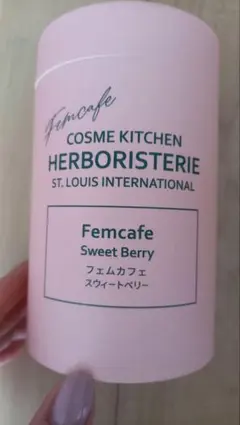 Femcafe
COSME KITCHEN
HERBORISTERIE
ST. LOUIS INTERNATIONAL
Femcafe
Sweet Berry
フェムカフェ
スウィートベリー